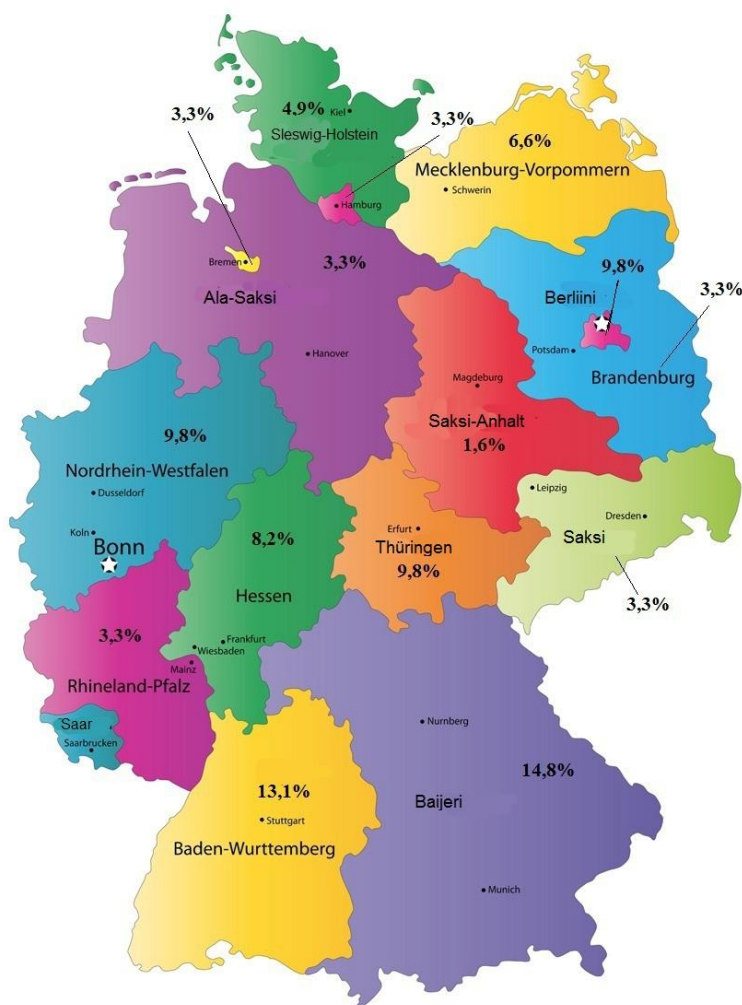 4,9%
Kiel
Sleswig-Holstein
3,3%
3,3%
6,6%
Mecklenburg-Vorpommern
Schwerin
Hamburg
Bremen
3,3%
Ala-Saksi
Hanover
9,8%
Berliini
3,3%
Potsdam
Brandenburg
Magdeburg
Saksi-Anhalt
1,6%
9,8%
Nordrhein-Westfalen
Dusseldorf
Koln
Bonn
Leipzig
Dresden
Saksi
3,3%
8,2%
Hessen
Frankfurt
Wiesbaden
Erfurt
Thüringen
9,8%
3,3%
Mainz
Rhineland-Pfalz
Saar
Saarbrucken
Nurnberg
14,8%
Baijeri
Munich
13,1%
Stuttgart
Baden-Wurttemberg